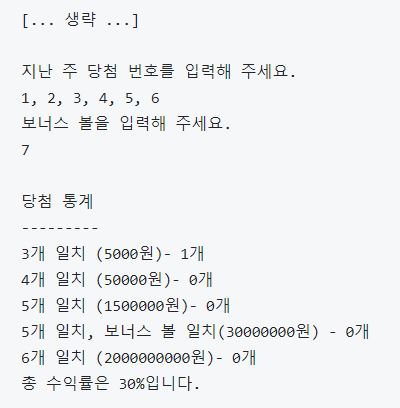 [... 생략 ...]
지난 주 당첨 번호를 입력해 주세요.
1, 2, 3, 4, 5, 6
보너스 볼을 입력해 주세요.
7
당첨 통계
---------
3개 일치 (5000원)- 1개
4개 일치 (50000원)- 0개
5개 일치 (1500000원)- 0개
5개 일치, 보너스 볼 일치(30000000원) - 0개
6개 일치 (2000000000원)- 0개
총 수익률은 30%입니다.